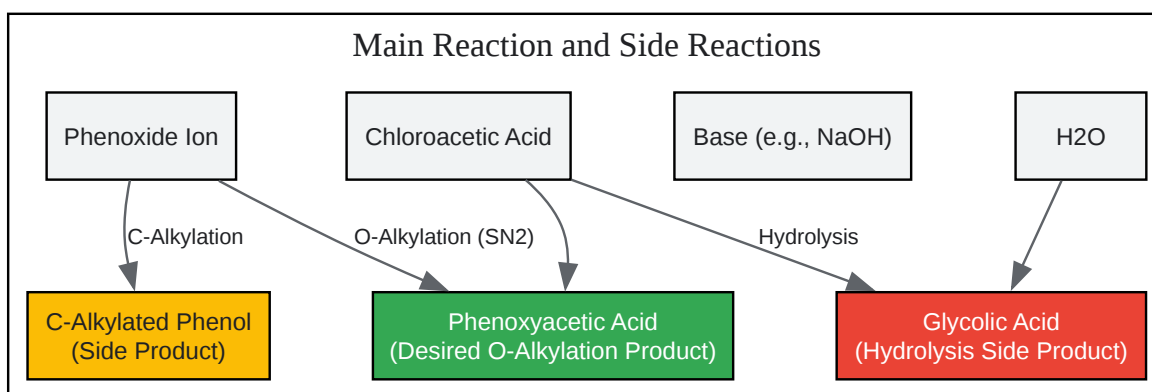 Main Reaction and Side Reactions
Phenoxide Ion
Chloroacetic Acid
Base (e.g., NaOH)
H2O
C-Alkylation
O-Alkylation (SN2)
Hydrolysis
C-Alkylated Phenol
(Side Product)
Phenoxyacetic Acid
(Desired O-Alkylation Product)
Glycolic Acid
(Hydrolysis Side Product)